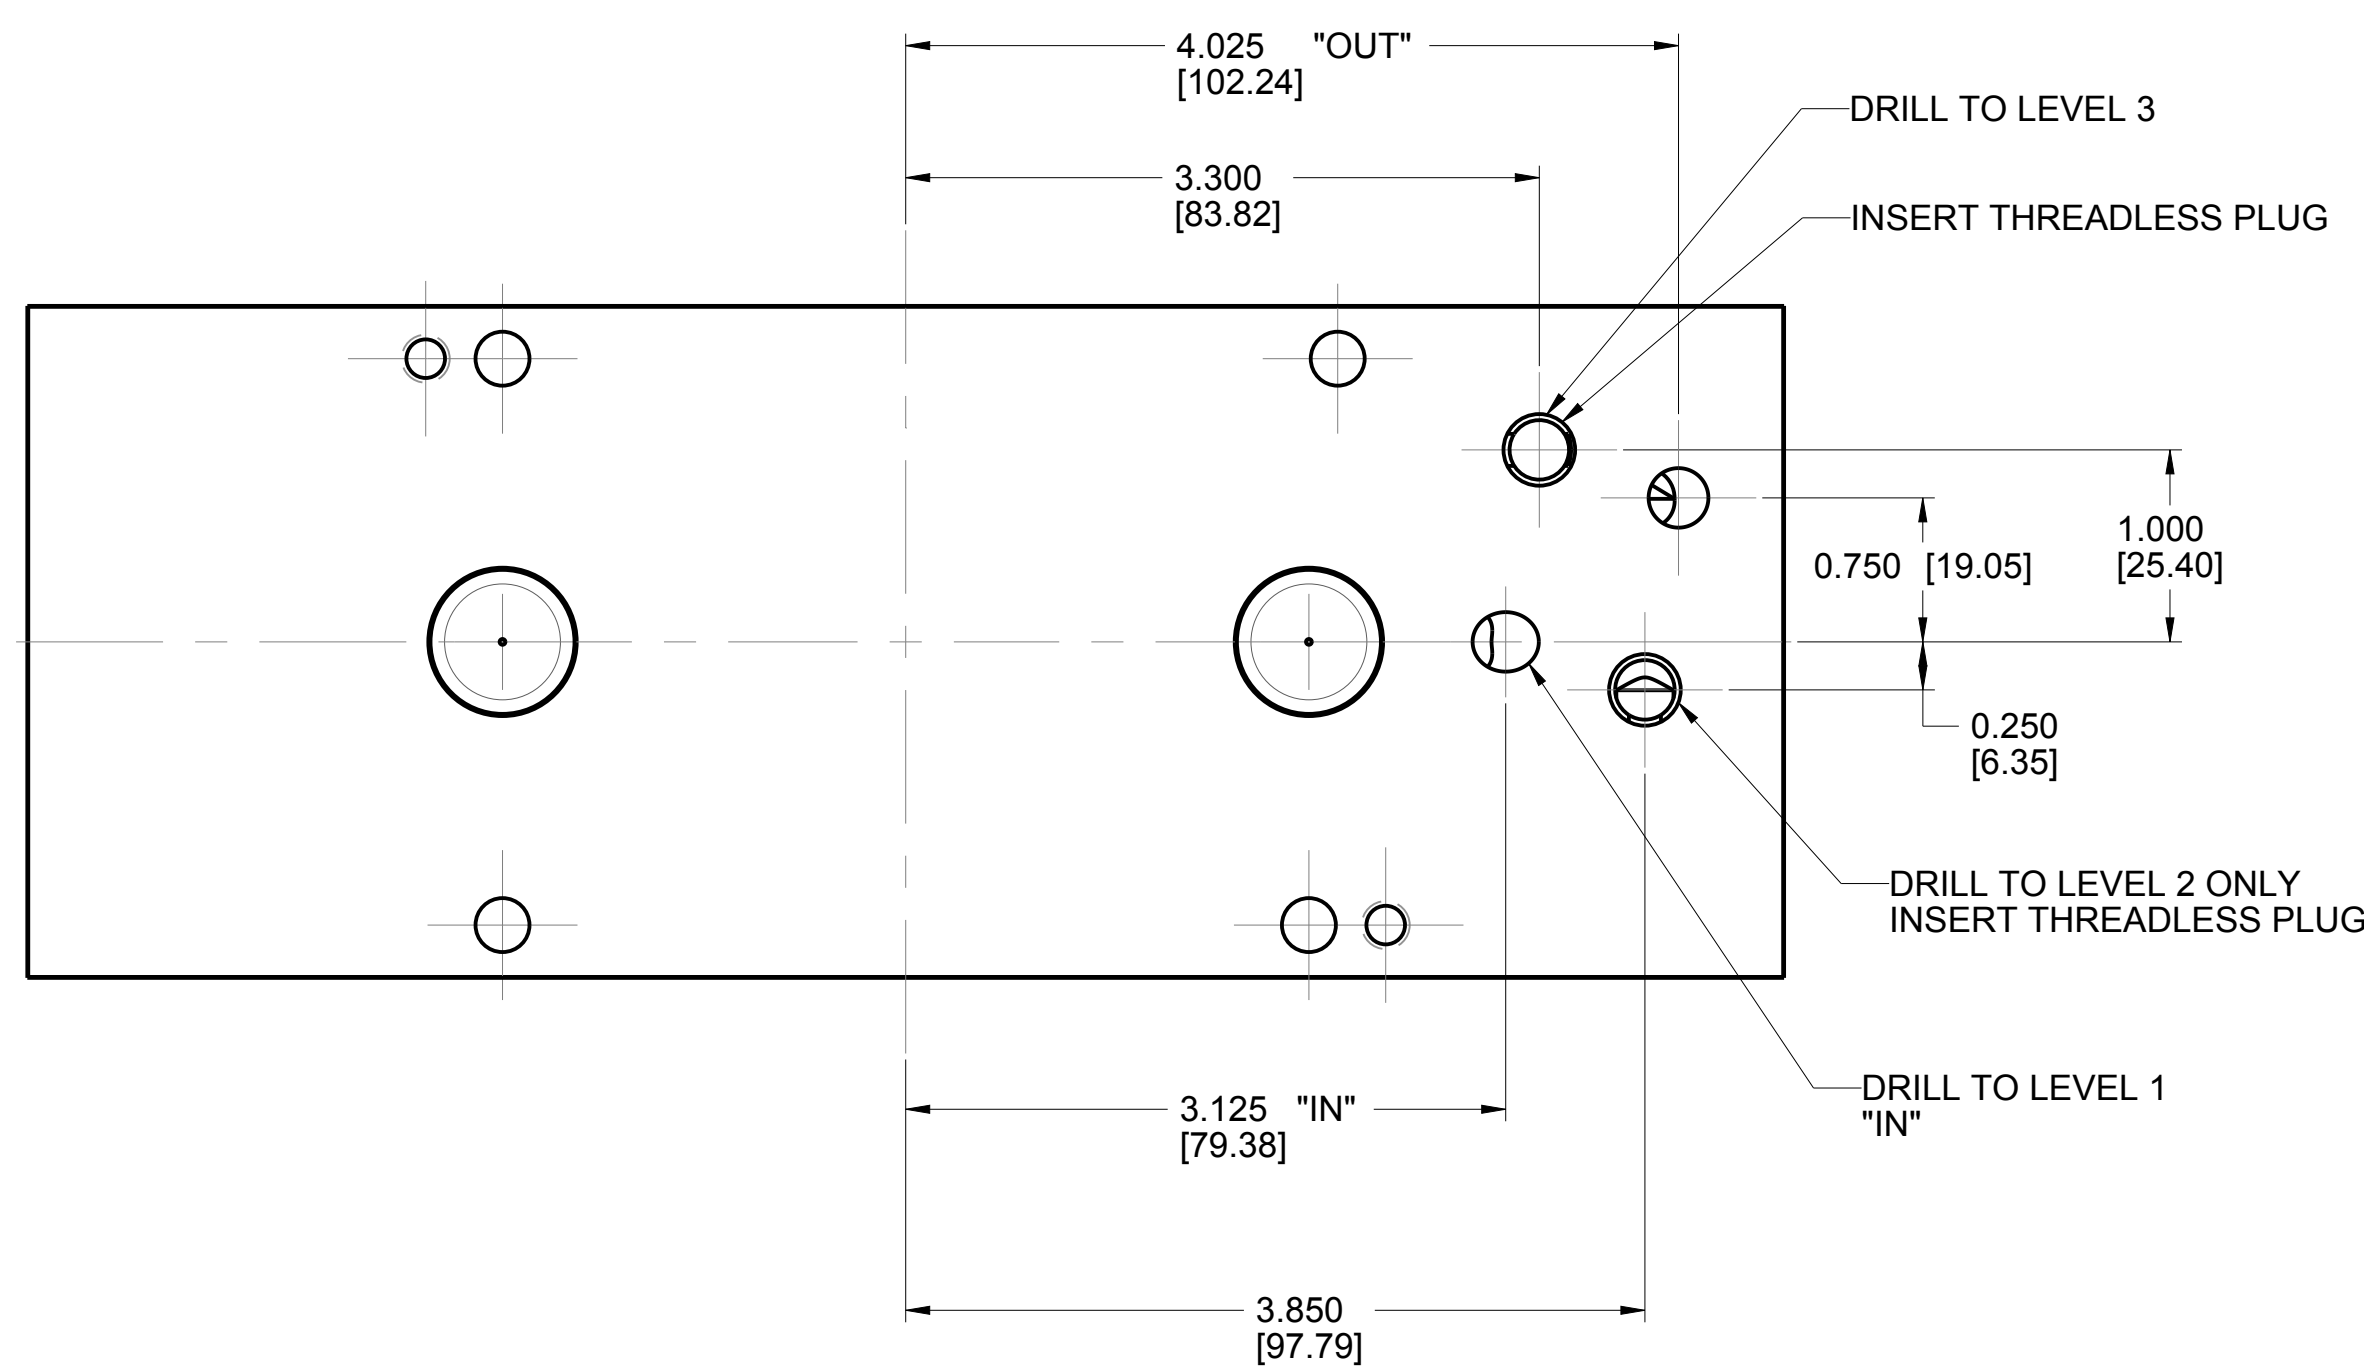 4.025 "OUT"
[102.24]
DRILL TO LEVEL 3
3.300
[83.82]
INSERT THREADLESS PLUG
1.000
[25.40]
0.750 [19.05]
0.250
[6.35]
DRILL TO LEVEL 2 ONLY
INSERT THREADLESS PLUG
DRILL TO LEVEL 1
"IN"
3.125 "IN"
[79.38]
3.850
[97.79]